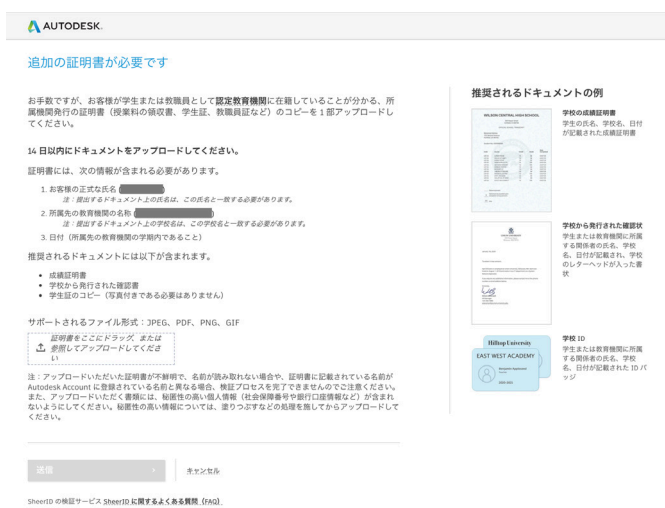 AUTODESK.
追加の証明書が必要です
お手数ですが、お客様が学生または教職員として認定教育機関に在籍していることが分かる、所
属機関発行の証明書（授業料の領収書、学生証、教職員証など）のコピーを 1 部アップロードし
てください。
14 日以内にドキュメントをアップロードしてください。
証明書には、次の情報が含まれる必要があります。
1. お客様の正式な氏名 ( )
注：提出するドキュメント上の氏名は、この氏名と一致する必要があります。
2. 所属先の教育機関の名称 ( )
注：提出するドキュメント上の学校名は、この学校名と一致する必要があります。
3. 日付（所属先の教育機関の学期内であること）
推奨されるドキュメントには以下が含まれます。
• 成績証明書
• 学校から発行された確認書
• 学生証のコピー（写真付きである必要はありません）
サポートされるファイル形式：JPEG、PDF、PNG、GIF
証明書をここにドラッグ、または
参照してアップロードしてくださ
い
注：アップロードいただいた証明書が不鮮明で、名前が読み取れない場合や、証明書に記載されている名前が
Autodesk Account に登録されている名前と異なる場合、検証プロセスを完了できませんのでご注意ください。
また、アップロードいただく書類には、秘匿性の高い個人情報（社会保障番号や銀行口座情報など）が含まれ
ないようにしてください。秘匿性の高い情報については、塗りつぶすなどの処理を施してからアップロードして
ください。
送信 ›
キャンセル
SheerID の検証サービス SheerID に関するよくある質問（FAQ）
推奨されるドキュメントの例
WILSON CENTRAL HIGH SCHOOL
学校の成績証明書
学生の氏名、学校名、日付
が記載された成績証明書
学校から発行された確認状
学生または教育機関に所属
する関係者の氏名、学校
名、日付が記載され、学校
のレターヘッドが入った書
状
Hilltop University
EAST WEST ACADEMY
学校 ID
学生または教育機関に所属
する関係者の氏名、学校
名、日付が記載された ID バ
ッジ